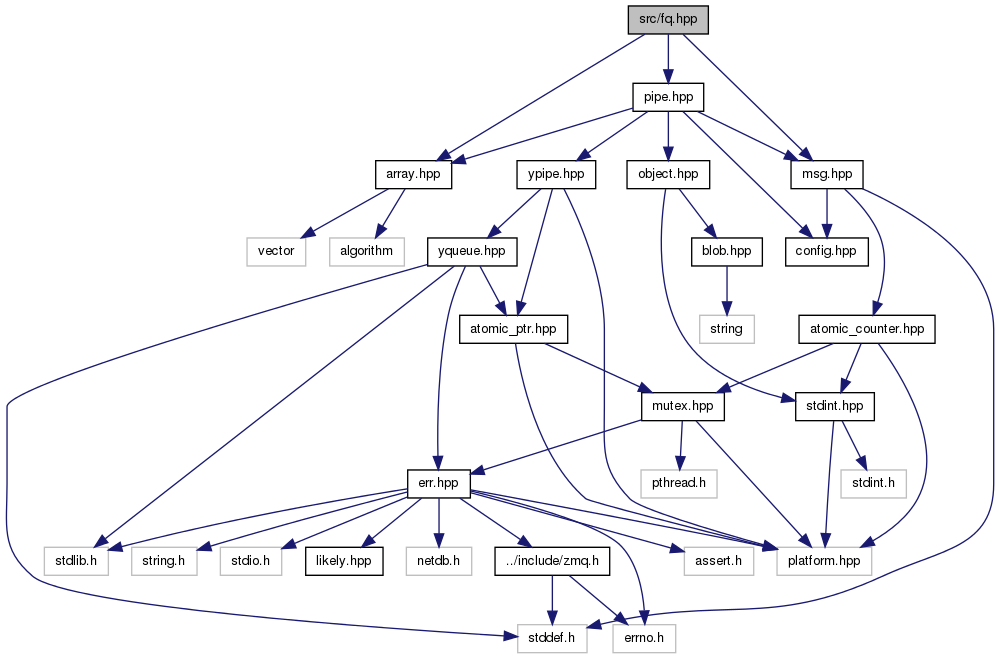 src/fq.hpp
pipe.hpp
array.hpp
ypipe.hpp
object.hpp
msg.hpp
vector
algorithm
yqueue.hpp
blob.hpp
config.hpp
atomic_ptr.hpp
string
atomic_counter.hpp
mutex.hpp
stdint.hpp
err.hpp
pthread.h
stdint.h
stdlib.h
string.h
stdio.h
likely.hpp
netdb.h
../include/zmq.h
assert.h
platform.hpp
stddef.h
errno.h